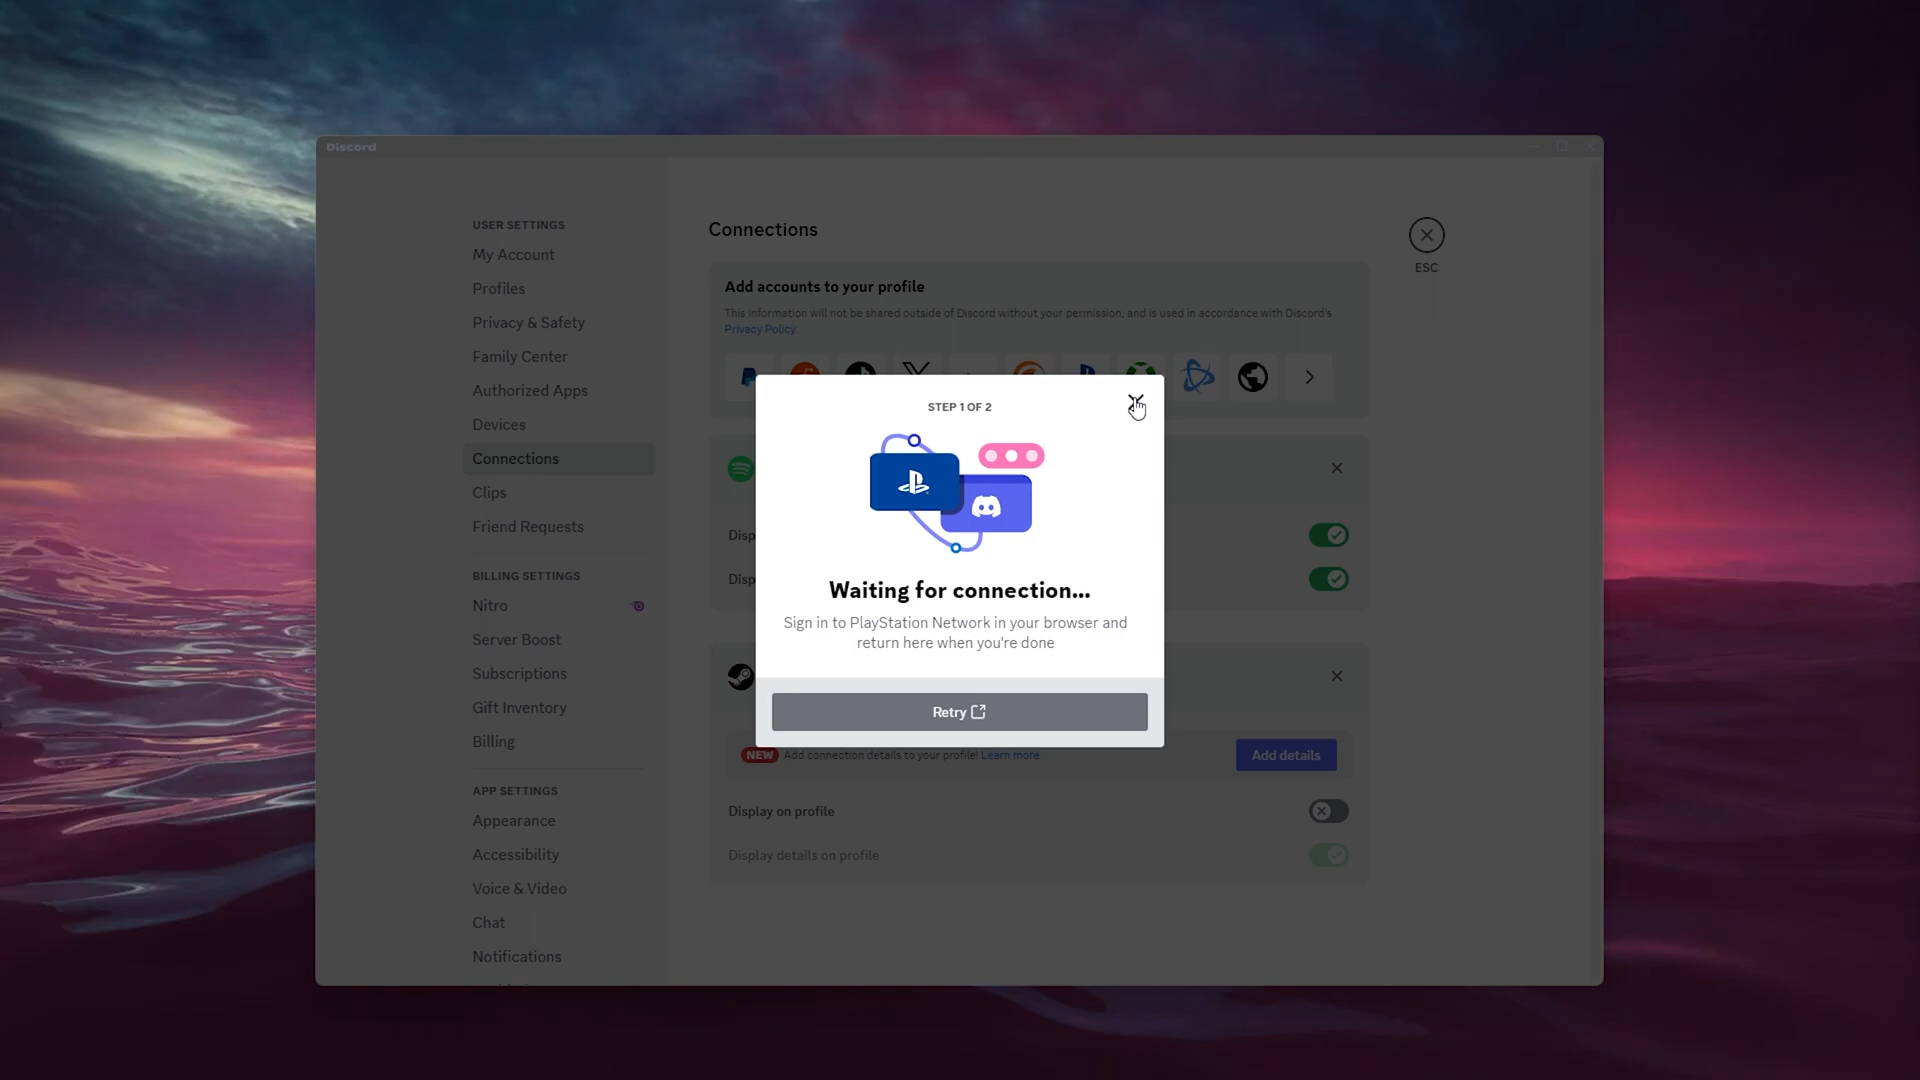 Discord
USER SETTINGS
My Account
Profiles
Privacy & Safety
Family Center
Authorized Apps
Devices
Connections
Clips
Friend Requests
BILLING SETTINGS
Nitro
Server Boost
Subscriptions
Gift Inventory
Billing
APP SETTINGS
Appearance
Accessibility
Voice & Video
Chat
Notifications
Connections
ESC
Add accounts to your profile
This information will not be shared outside of Discord without your permission, and is used in accordance with Discord's
Privacy Policy.
STEP 1 OF 2
Waiting for connection...
Sign in to PlayStation Network in your browser and
return here when you're done
Retry
NEW Add connection details to your profile! Learn more
Add details
Display on profile
Display details on profile